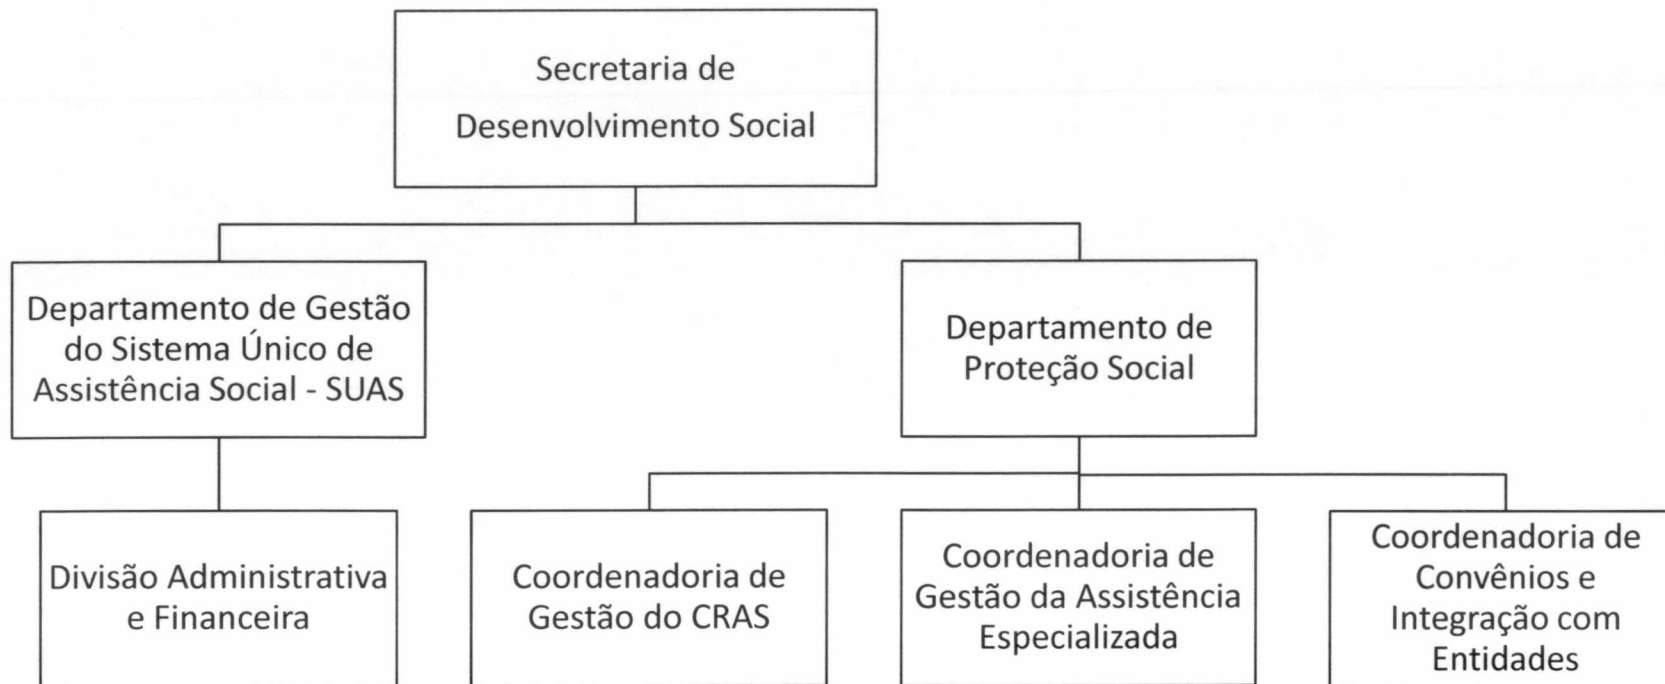 Secretaria de
Desenvolvimento Social
Departamento de Gestão
do Sistema Único de
Assistência Social - SUAS
Departamento de
Proteção Social
Divisão Administrativa
e Financeira
Coordenadoria de
Gestão do CRAS
Coordenadoria de
Gestão da Assistência
Especializada
Coordenadoria de
Convênios e
Integração com
Entidades